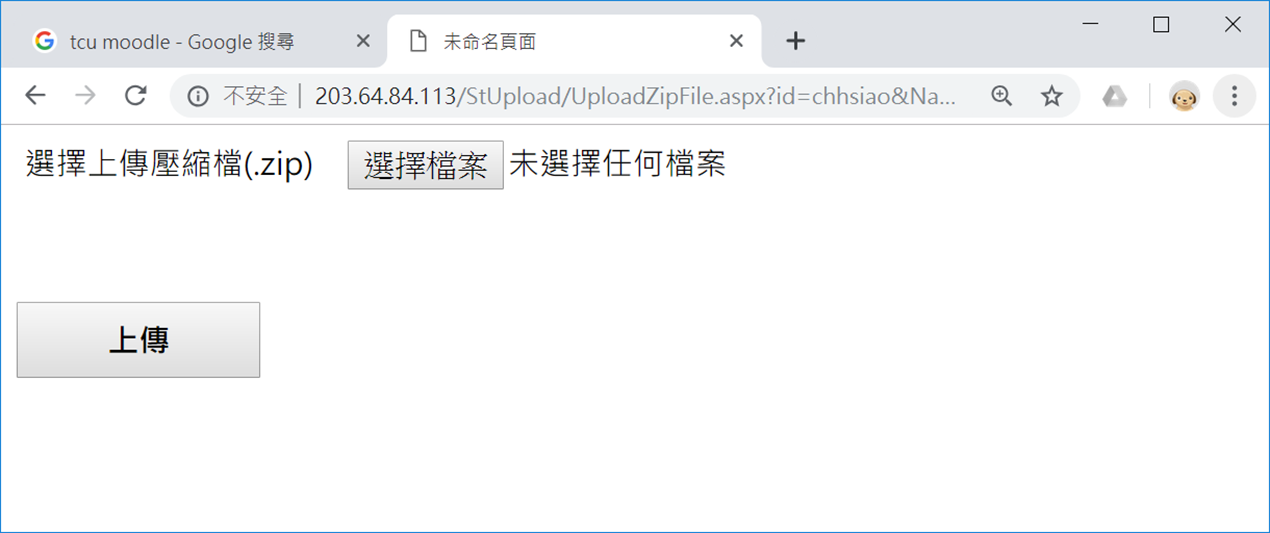 tcu moodle - Google 搜尋
未命名頁面
不安全 | 203.64.84.113/StUpload/UploadZipFile.aspx?id=chhsiao&Na...
選擇上傳壓縮檔(.zip) 選擇檔案 未選擇任何檔案
上傳